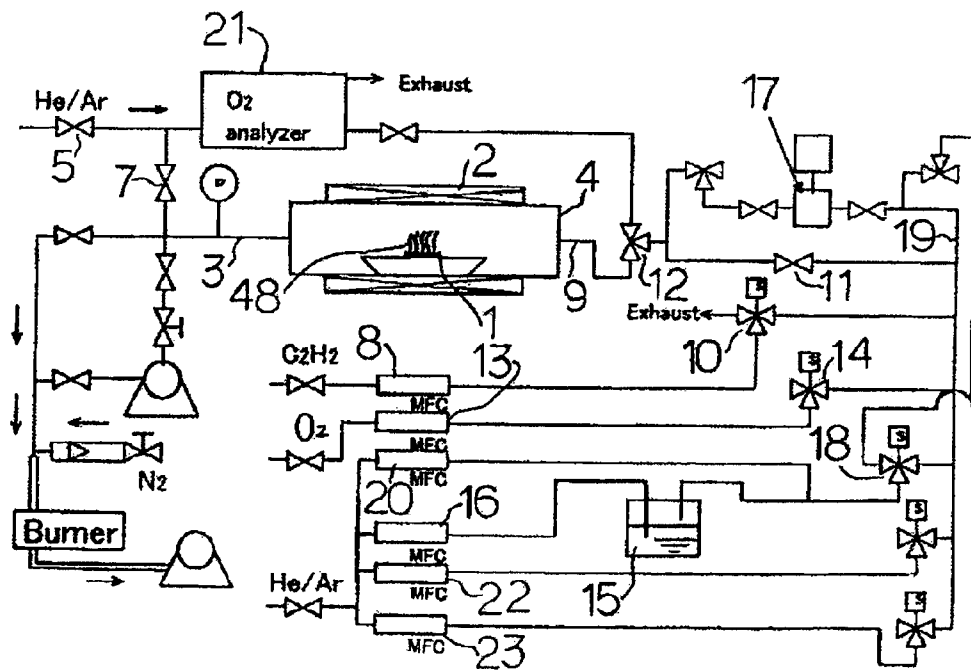 21
Exhaust
He/Ar
O2
analyzer
17
5
7
P
2
4
3
48
1
9
12
11
19
S
Exhaust
10
C2H2
8
13
S
14
MFC
O2
MFC
20
MFC
S
18
N2
16
S
Burner
MFC
15
He/Ar
22
S
MFC
23